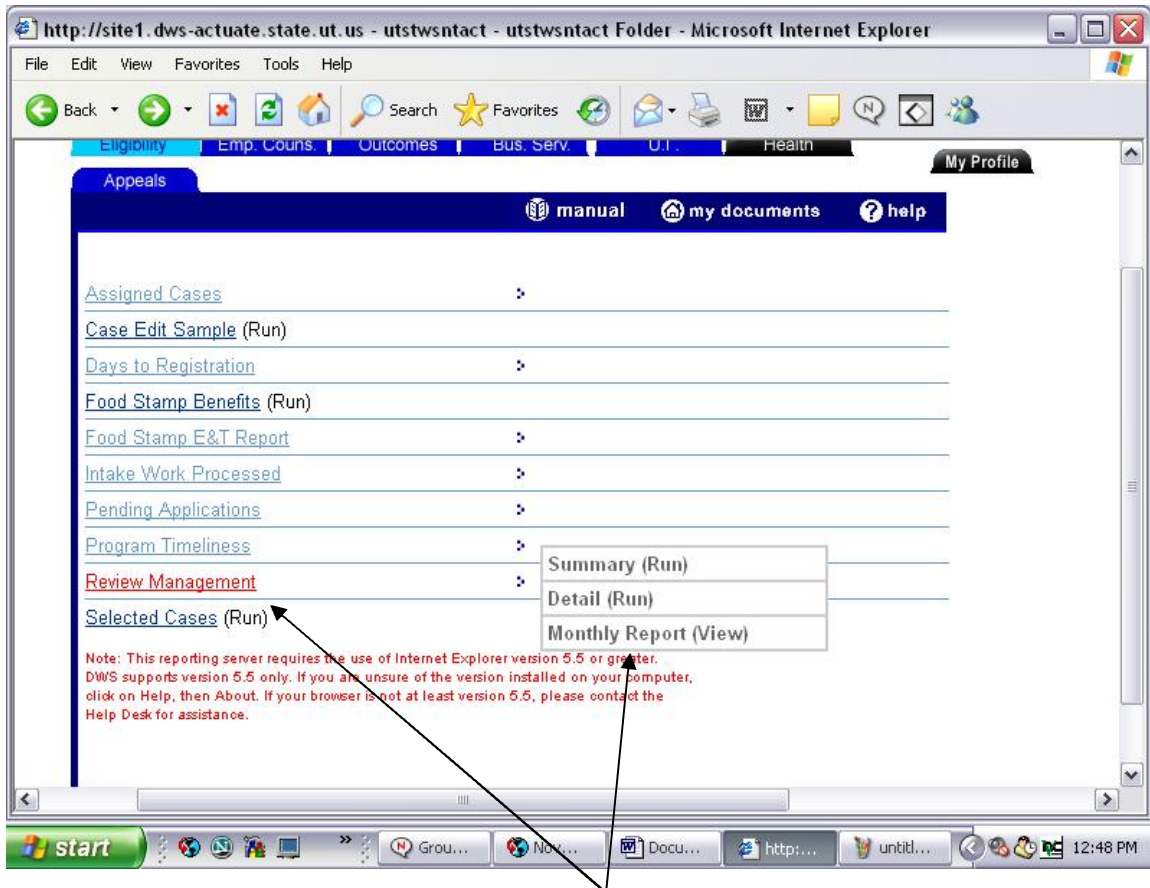 http://site1.dws-actuate.state.ut.us - utstwsntact - utstwsntact Folder - Microsoft Internet Explorer
File Edit View Favorites Tools Help
Back Search Favorites
Eligibility Emp. Couns. Outcomes Bus. Serv. U.I. Health
My Profile
Appeals
manual my documents help
Assigned Cases
Case Edit Sample (Run)
Days to Registration
Food Stamp Benefits (Run)
Food Stamp E&T Report
Intake Work Processed
Pending Applications
Program Timeliness
Summary (Run)
Review Management
Detail (Run)
Selected Cases (Run)
Monthly Report (View)
Note: This reporting server requires the use of Internet Explorer version 5.5 or greater.
DWS supports version 5.5 only. If you are unsure of the version installed on your computer,
click on Help, then About. If your browser is not at least version 5.5, please contact the
Help Desk for assistance.
start Grou... Nov... Docu... http:... untitl... 12:48 PM